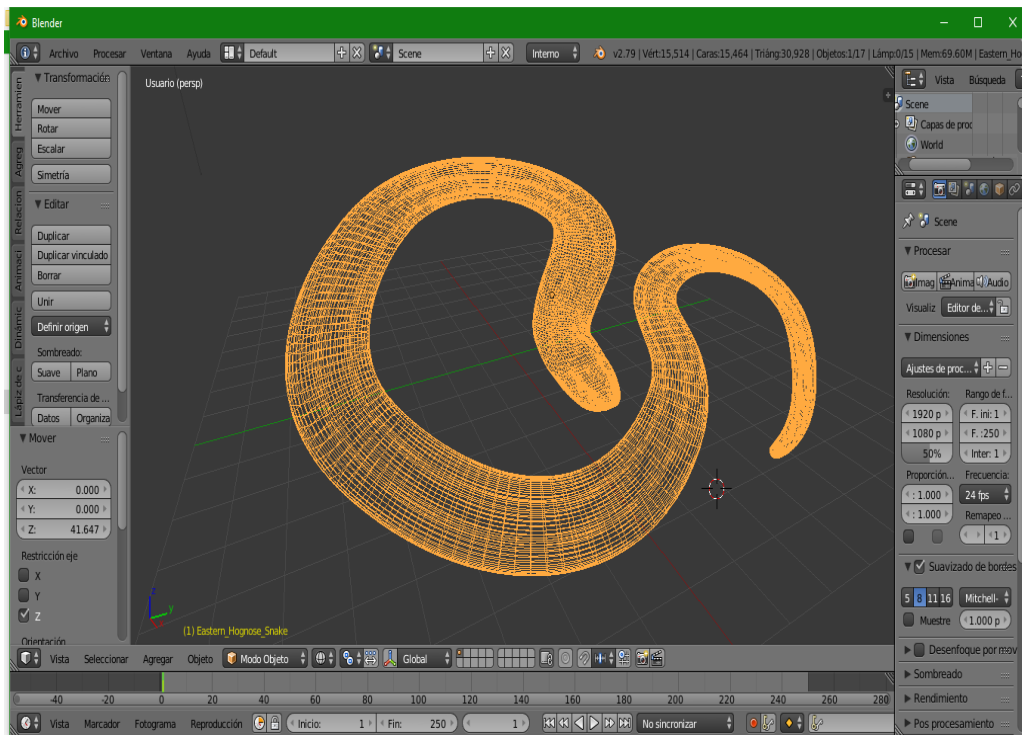 Blender
Archivo Procesar Ventana Ayuda Default Scene Interno v2.79 | Vért:15,514 | Caras:15,464 | Triáng:30,928 | Objetos:1/17 | Lámp:0/15 | Mem:69.60M | Eastern_Ho
Usuario (persp)
Herramien
Agreg
Relacion
Animaci
Dinámic
Lápiz de c
Transformación
Mover
Rotar
Escalar
Simetría
Editar
Duplicar
Duplicar vinculado
Borrar
Unir
Definir origen
Sombreado:
Suave Plano
Transferencia de ...
Datos Organiza
Mover
Vector
X: 0.000
Y: 0.000
Z: 41.647
Restricción eje
X
Y
Z
Orientación
z
y
(1) Eastern_Hognose_Snake
Vista Búsqueda
Scene
Capas de proc
World
Scene
Procesar
Imag Anima Audio
Visualiz Editor de...
Dimensiones
Ajustes de proc...
Resolución: Rango de f...
1920 p F. ini: 1
1080 p F. :250
50% Inter: 1
Proporción... Frecuencia:
: 1.000 24 fps
: 1.000 Remapeo ...
1
Suavizado de bordes
5 8 11 16 Mitchell-
Muestre 1.000 p
Desenfoque por mov
Sombreado
Rendimiento
Pos procesamiento
Vista Seleccionar Agregar Objeto Modo Objeto Global
-40 -20 0 20 40 60 80 100 120 140 160 180 200 220 240 260 280
Vista Marcador Fotograma Reproducción Inicio: 1 Fin: 250 1 No sincronizar